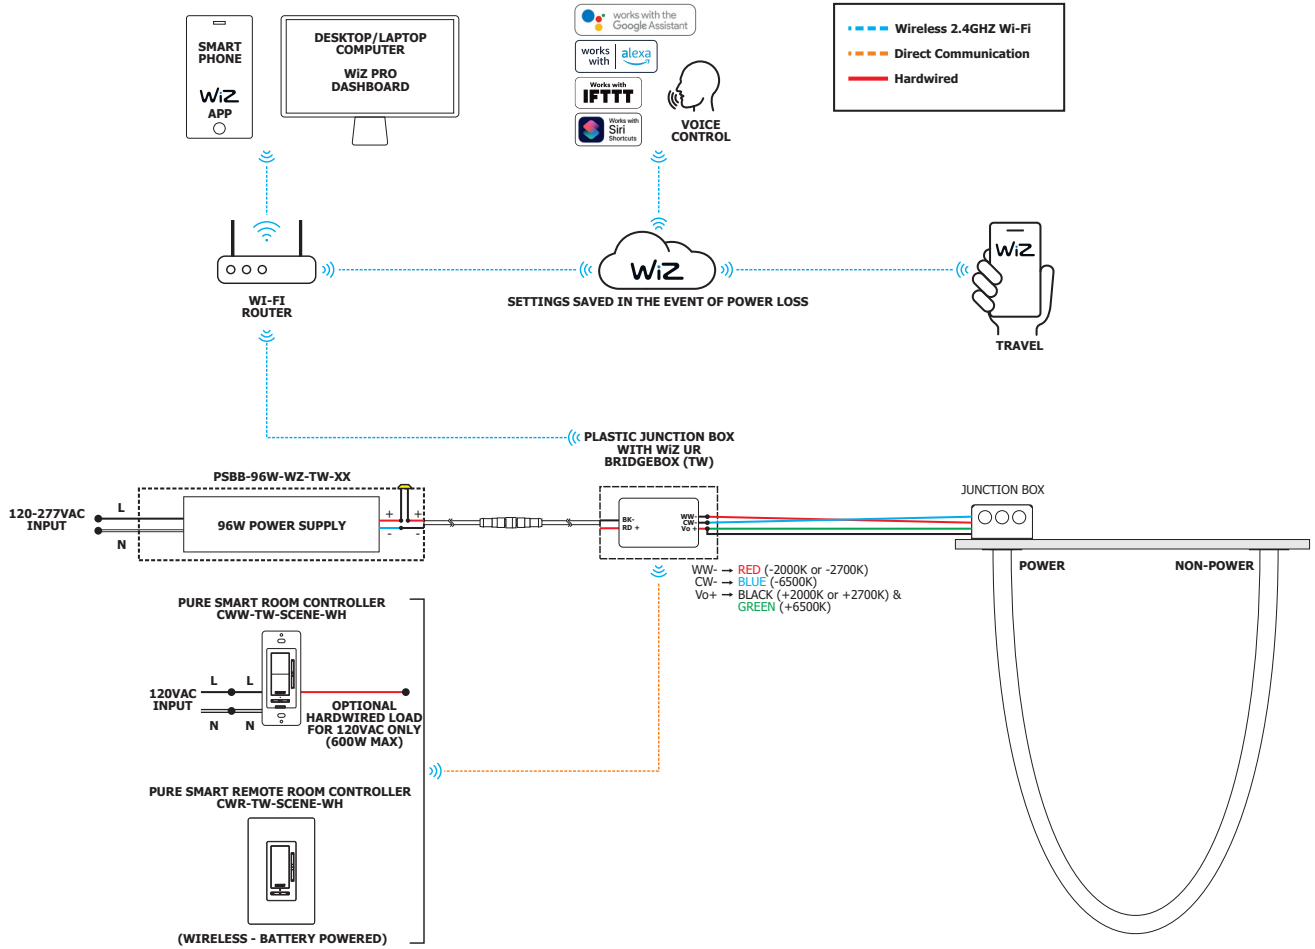 SMART
PHONE
WiZ
APP
DESKTOP/LAPTOP
COMPUTER
WiZ PRO
DASHBOARD
works with the
Google Assistant
works
with
alexa
Works with
IFTTT
Works with
Siri
Shortcuts
VOICE
CONTROL
Wireless 2.4GHZ Wi-Fi
Direct Communication
Hardwired
WI-FI
ROUTER
WiZ
SETTINGS SAVED IN THE EVENT OF POWER LOSS
WiZ
TRAVEL
PLASTIC JUNCTION BOX
WITH WiZ UR
BRIDGEBOX (TW)
PSBB-96W-WZ-TW-XX
120-277VAC
INPUT
L
N
96W POWER SUPPLY
+ +
- -
BK-
RD +
WW-
CW-
Vo +
JUNCTION BOX
POWER
NON-POWER
WW- → RED (-2000K or -2700K)
CW- → BLUE (-6500K)
Vo+ → BLACK (+2000K or +2700K) &
GREEN (+6500K)
PURE SMART ROOM CONTROLLER
CWW-TW-SCENE-WH
120VAC
INPUT
L L
N N
OPTIONAL
HARDWIRED LOAD
FOR 120VAC ONLY
(600W MAX)
PURE SMART REMOTE ROOM CONTROLLER
CWR-TW-SCENE-WH
(WIRELESS - BATTERY POWERED)